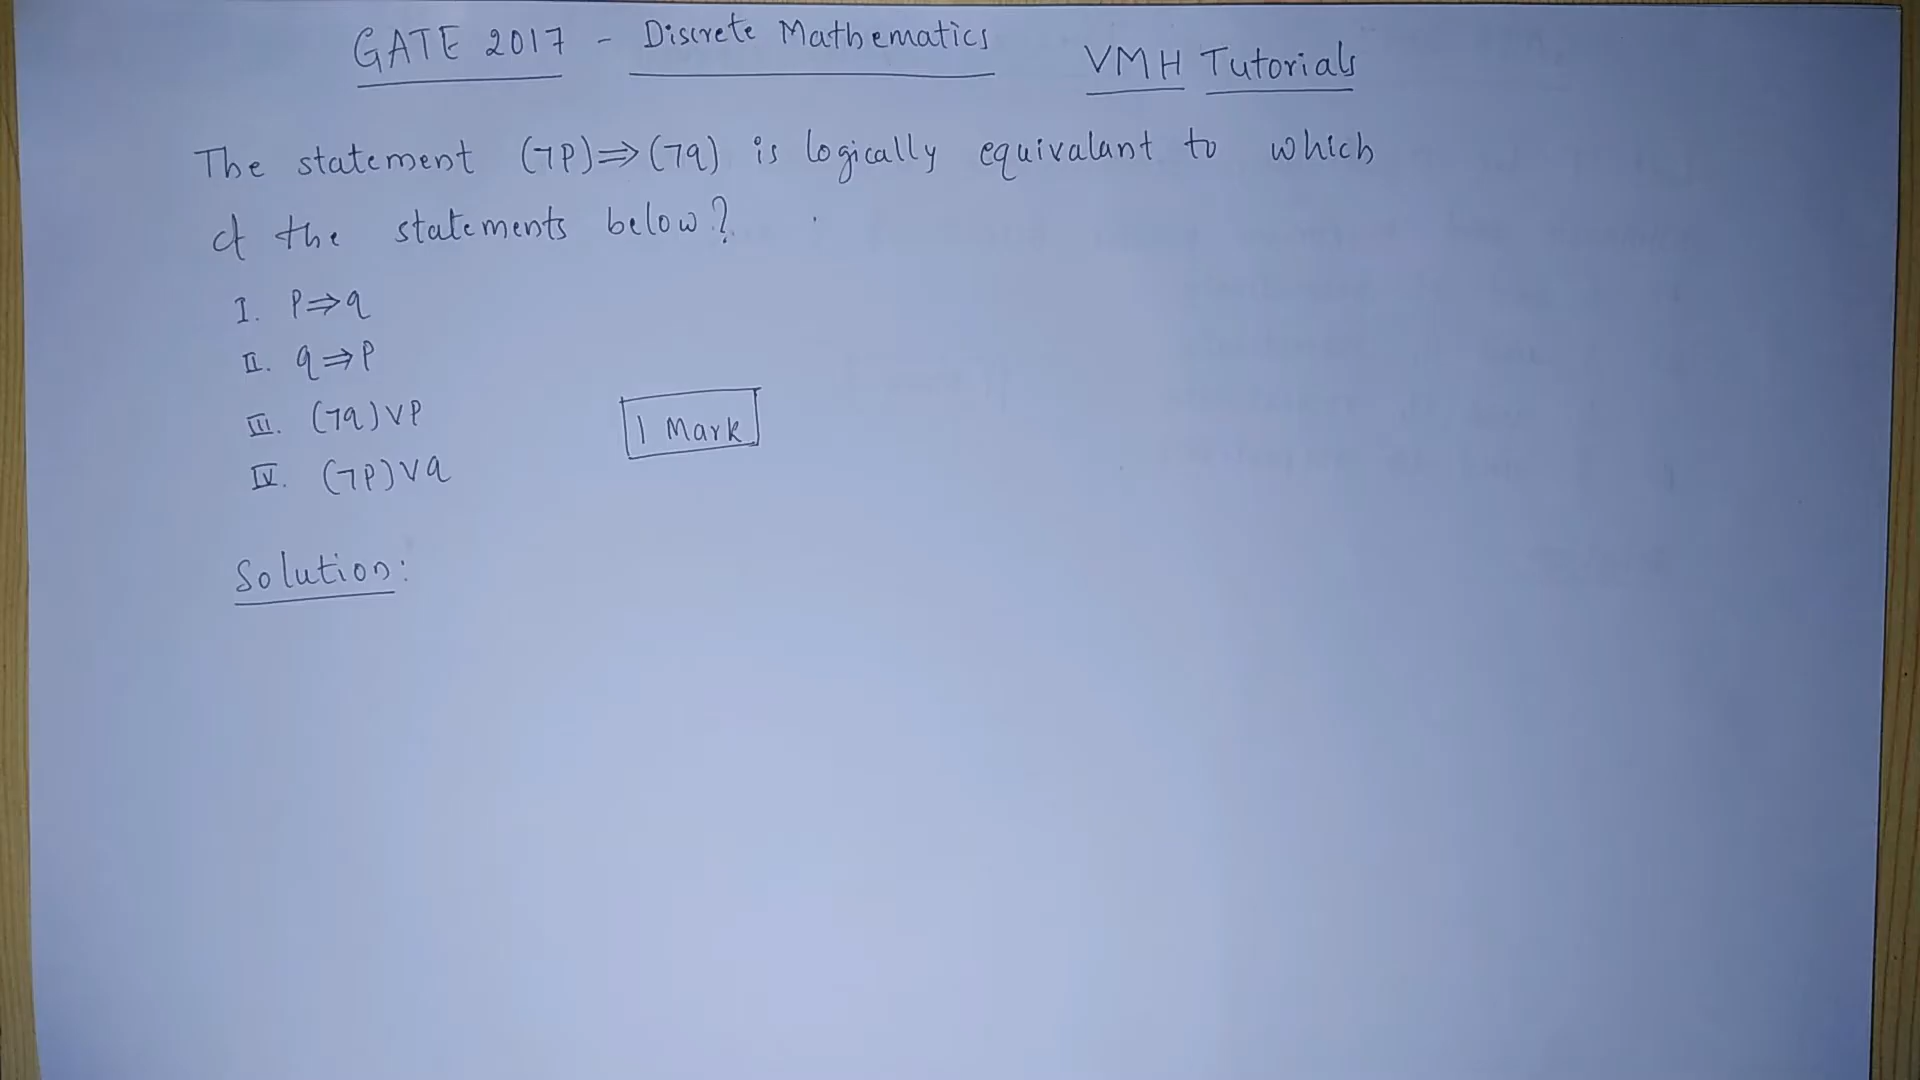 GATE 2017 - Discrete Mathematics
VMH Tutorials
The statement (¬P)⇒(¬q) is logically equivalant to which
of the statements below?
I. P⇒q
II. q⇒P
III. (¬q)∨P
IV. (¬P)∨q
1 Mark
Solution: